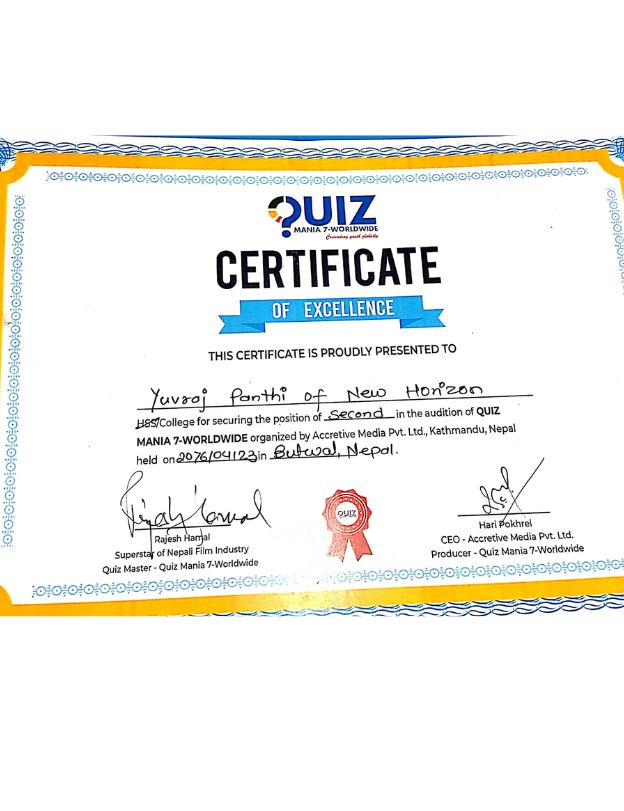 QUIZ
MANIA 7-WORLDWIDE
Connecting youth globally
CERTIFICATE
OF EXCELLENCE
THIS CERTIFICATE IS PROUDLY PRESENTED TO
Yuvraj Panthi of New Horizon
HSS/College for securing the position of Second in the audition of QUIZ
MANIA 7-WORLDWIDE organized by Accretive Media Pvt. Ltd., Kathmandu, Nepal
held on 2076/04/23 in Butwal, Nepal.
Rajesh Hamal
Superstar of Nepali Film Industry
Quiz Master - Quiz Mania 7-Worldwide
QUIZ
Hari Pokhrel
CEO - Accretive Media Pvt. Ltd.
Producer - Quiz Mania 7-Worldwide